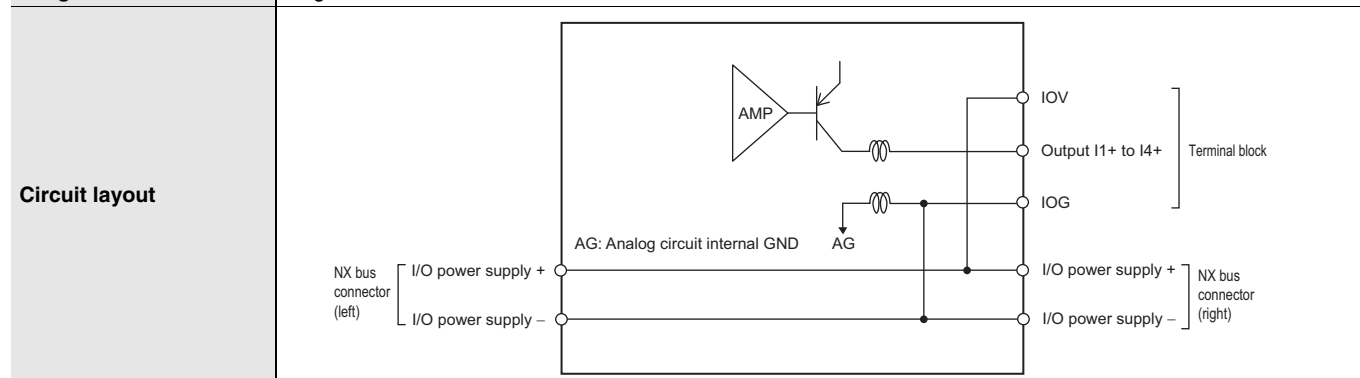 Circuit layout
AMP
IOV
Output I1+ to I4+
Terminal block
IOG
AG: Analog circuit internal GND
AG
NX bus
connector
(left)
I/O power supply +
I/O power supply –
I/O power supply +
I/O power supply –
NX bus
connector
(right)